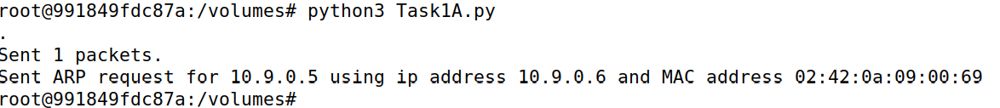 root@991849fdc87a:/volumes# python3 Task1A.py
.
Sent 1 packets.
Sent ARP request for 10.9.0.5 using ip address 10.9.0.6 and MAC address 02:42:0a:09:00:69
root@991849fdc87a:/volumes#